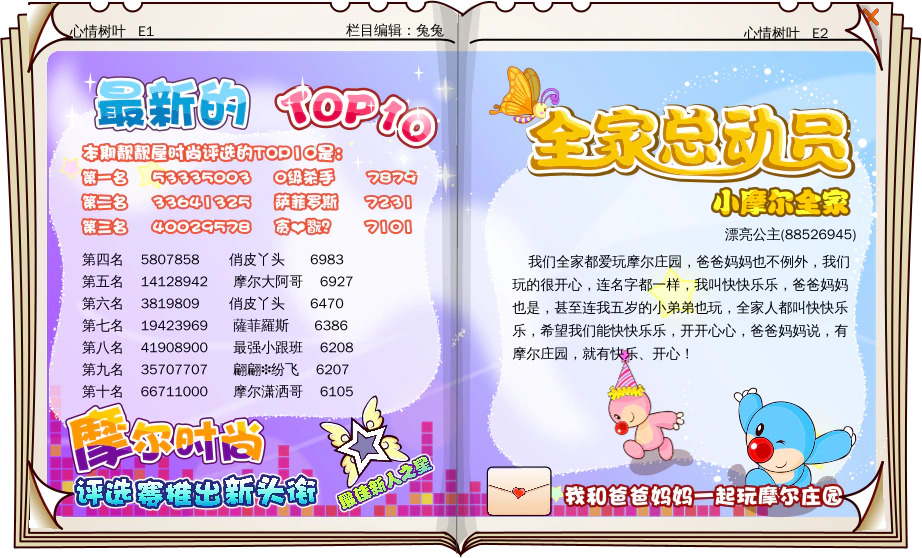 心情树叶 E1
栏目编辑：兔兔
最新的 TOP10
本期靓靓屋时尚评选的TOP10是：
第一名 53335003 0级杀手 7879
第二名 33641325 萨菲罗斯 7231
第三名 40029578 贪❤戬? 7101
第四名 5807858 俏皮丫头 6983
第五名 14128942 摩尔大阿哥 6927
第六名 3819809 俏皮丫头 6470
第七名 19423969 薩菲羅斯 6386
第八名 41908900 最强小跟班 6208
第九名 35707707 翩翩❇纷飞 6207
第十名 66711000 摩尔潇洒哥 6105
摩尔时尚
评选赛推出新头衔
最佳新人之星
心情树叶 E2
全家总动员
小摩尔全家
漂亮公主(88526945)
我们全家都爱玩摩尔庄园，爸爸妈妈也不例外，我们
玩的很开心，连名字都一样，我叫快快乐乐，爸爸妈妈
也是，甚至连我五岁的小弟弟也玩，全家人都叫快快乐
乐，希望我们能快快乐乐，开开心心，爸爸妈妈说，有
摩尔庄园，就有快乐、开心！
我和爸爸妈妈一起玩摩尔庄园